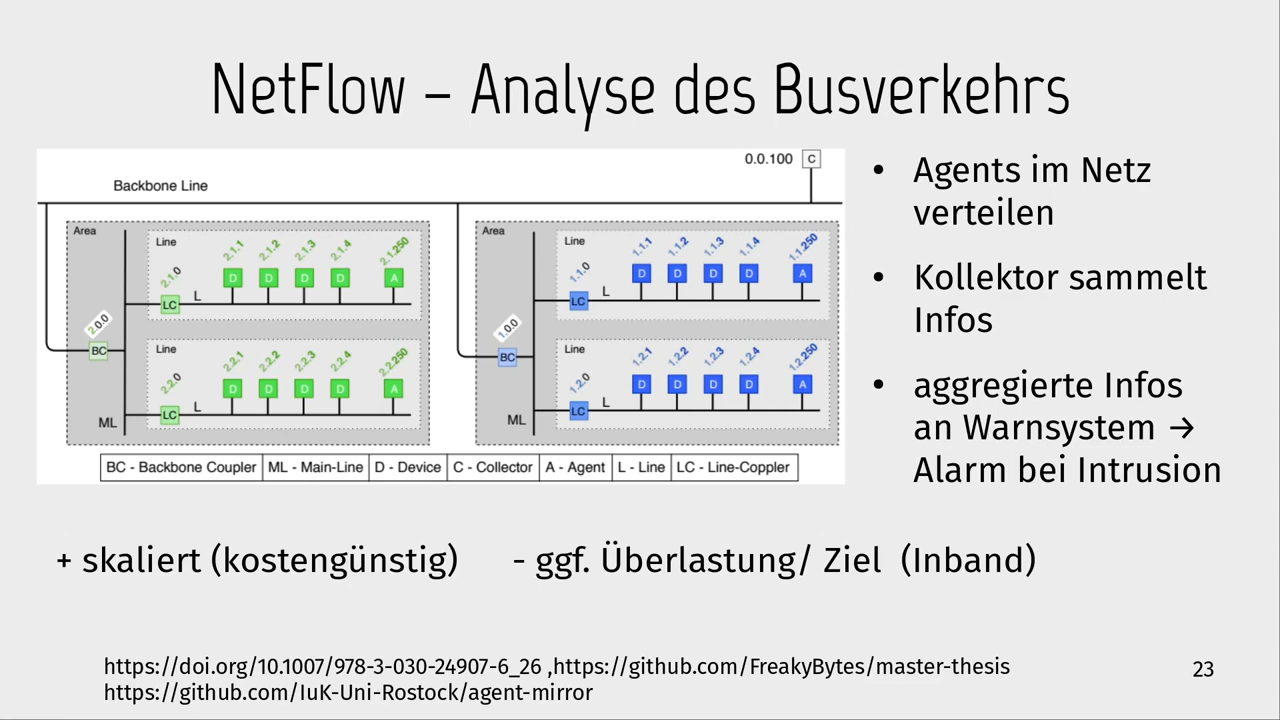 NetFlow – Analyse des Busverkehrs
0.0.100 C
Backbone Line
Area
Line
2.1.1 2.1.2 2.1.3 2.1.4 2.1.250
2.1.0
D D D D A
L
LC
2.0.0
BC
Line
2.2.1 2.2.2 2.2.3 2.2.4 2.2.250
2.2.0
D D D D A
L
LC
ML
Area
Line
1.1.1 1.1.2 1.1.3 1.1.4 1.1.250
1.1.0
D D D D A
L
LC
1.0.0
BC
Line
1.2.1 1.2.2 1.2.3 1.2.4 1.2.250
1.2.0
D D D D A
L
LC
ML
BC - Backbone Coupler ML - Main-Line D - Device C - Collector A - Agent L - Line LC - Line-Coppler
• Agents im Netz
verteilen
• Kollektor sammelt
Infos
• aggregierte Infos
an Warnsystem →
Alarm bei Intrusion
+ skaliert (kostengünstig) - ggf. Überlastung/ Ziel (Inband)
https://doi.org/10.1007/978-3-030-24907-6_26 ,https://github.com/FreakyBytes/master-thesis
https://github.com/IuK-Uni-Rostock/agent-mirror
23